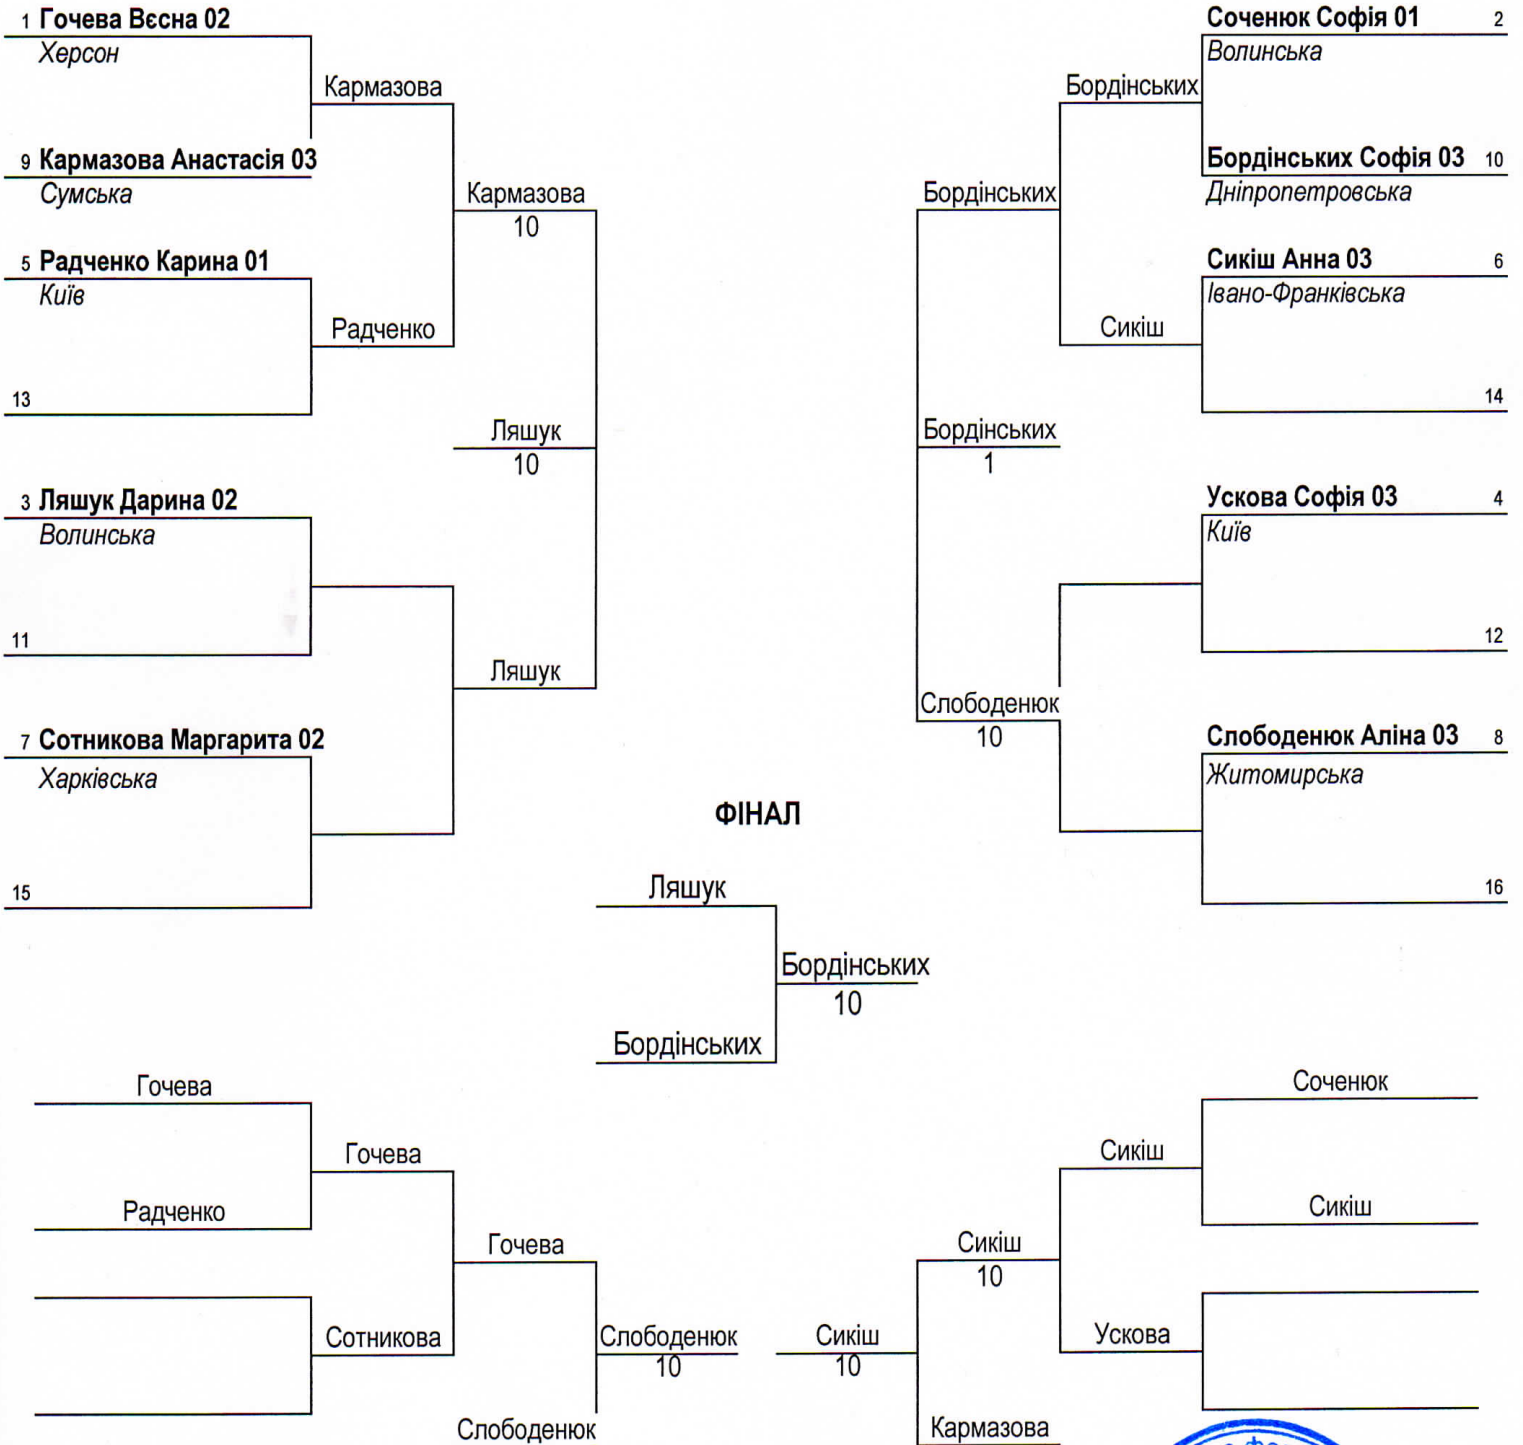 1 Гочева Вєсна 02
Херсон
Кармазова
9 Кармазова Анастасія 03
Сумська
Кармазова
10
5 Радченко Карина 01
Київ
Радченко
13
Ляшук
10
3 Ляшук Дарина 02
Волинська
11
Ляшук
7 Сотникова Маргарита 02
Харківська
15
Соченюк Софія 01 2
Волинська
Бордінських
Бордінських Софія 03 10
Дніпропетровська
Бордінських
Сикіш Анна 03 6
Івано-Франківська
Сикіш
14
Бордінських
1
Ускова Софія 03 4
Київ
12
Слободенюк
10
Слободенюк Аліна 03 8
Житомирська
16
ФІНАЛ
Ляшук
Бордінських
10
Бордінських
Гочева
Гочева
Радченко
Гочева
Сотникова
Слободенюк
10
Слободенюк
Соченюк
Сикіш
Сикіш
Сикіш
10
Ускова
Сикіш
10
Кармазова